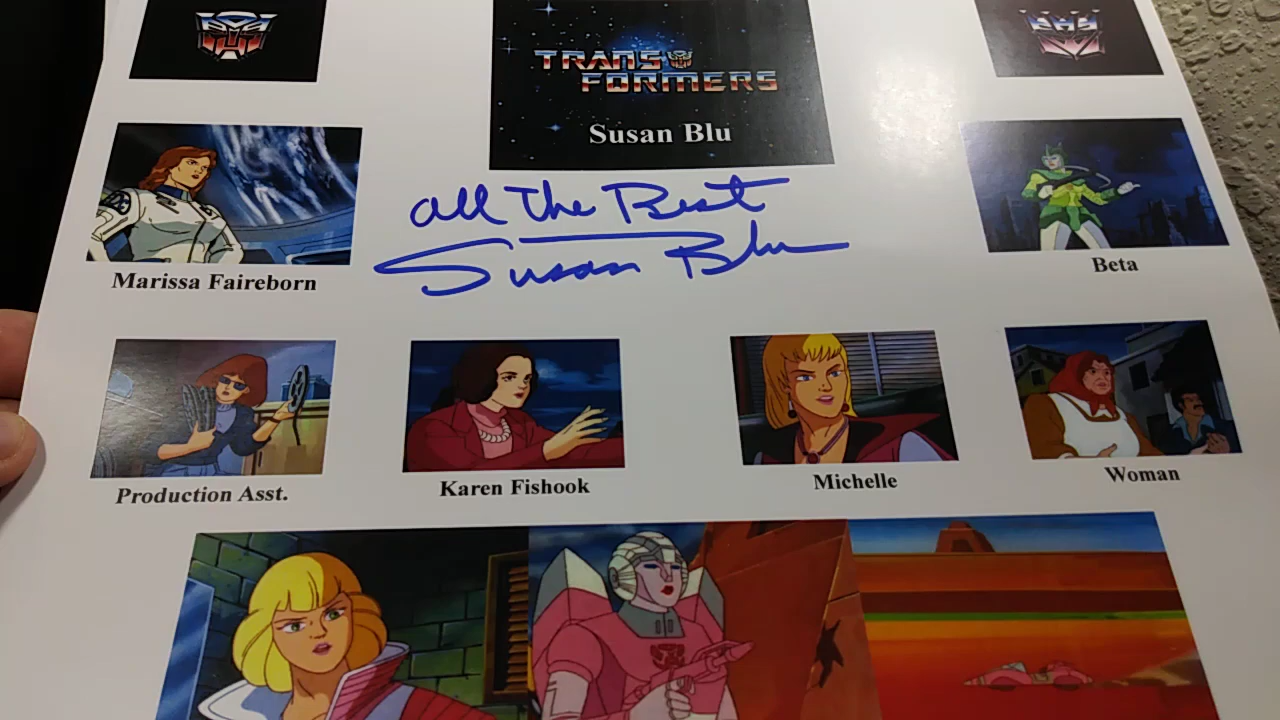 TRANSFORMERS
Susan Blu
All The Best
Susan Blu
Marissa Faireborn
Beta
Production Asst.
Karen Fishook
Michelle
Woman